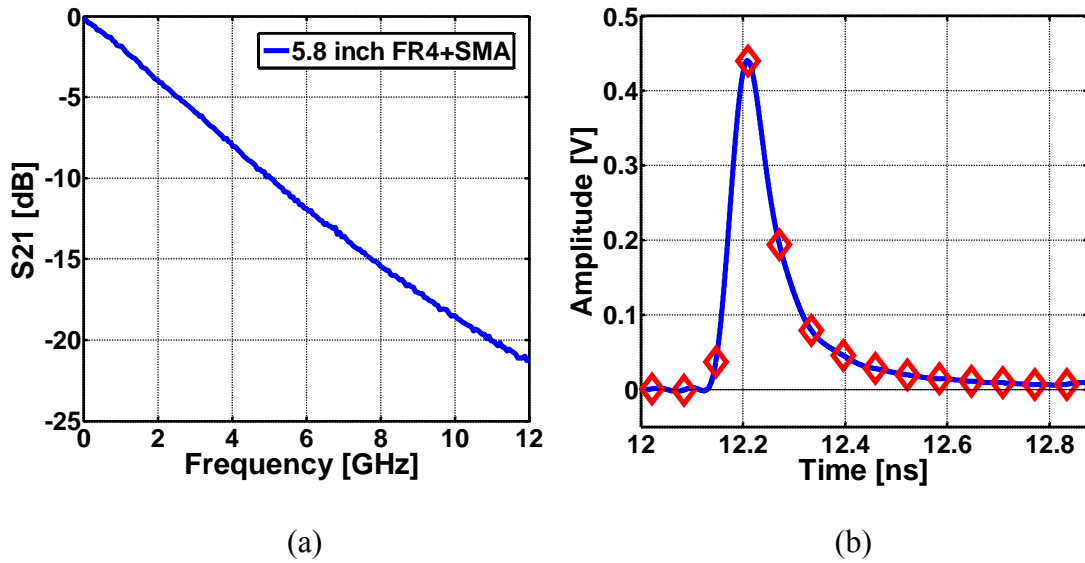 0
-5
-10
-15
-20
-25
S21 [dB]
5.8 inch FR4+SMA
0 2 4 6 8 10 12
Frequency [GHz]
(a)
0.5
0.4
0.3
0.2
0.1
0
Amplitude [V]
12 12.2 12.4 12.6 12.8
Time [ns]
(b)